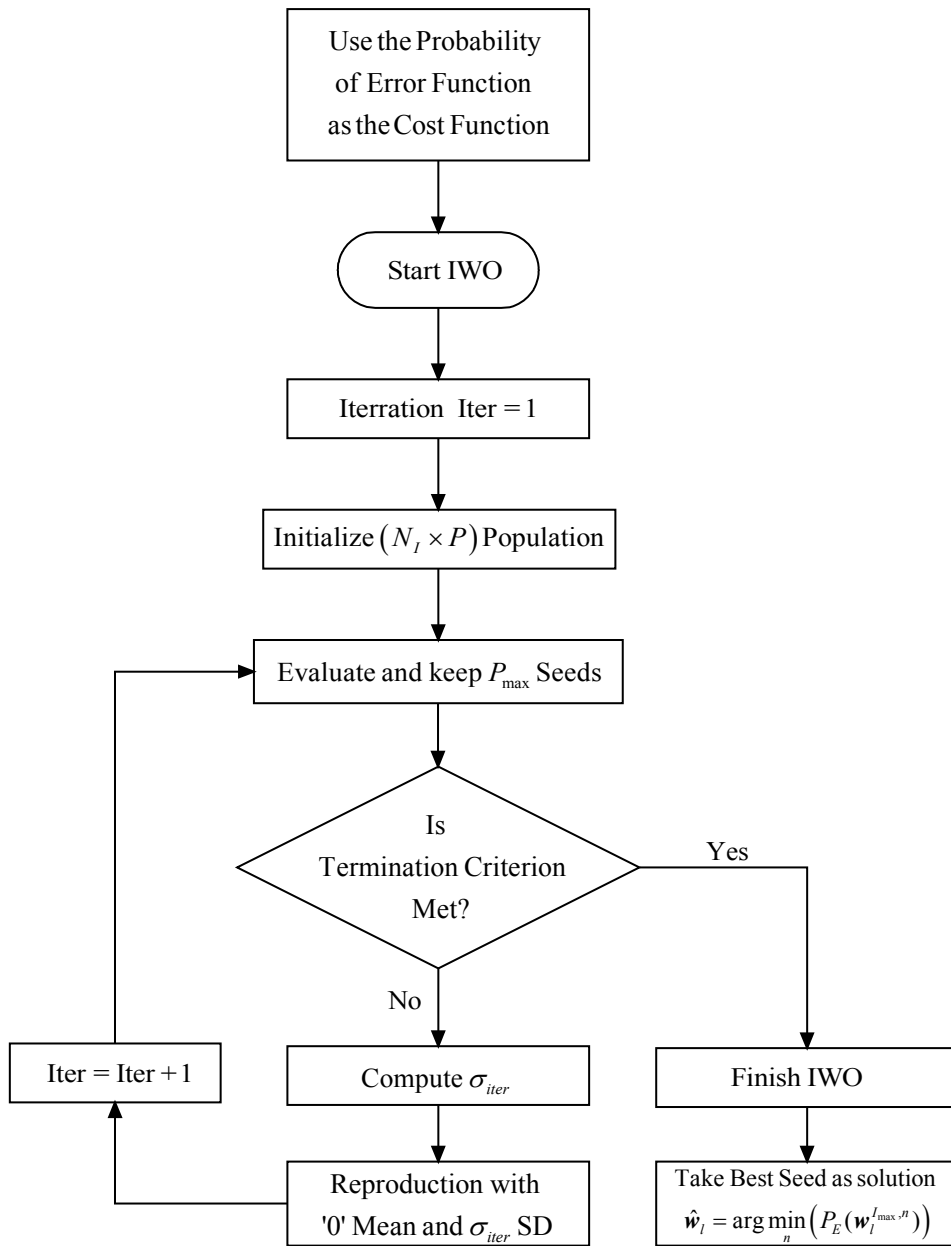 Use the Probability
of Error Function
as the Cost Function
Start IWO
Iterration Iter = 1
Initialize (N_I × P) Population
Evaluate and keep P_max Seeds
Is
Termination Criterion
Met?
Yes
No
Iter = Iter + 1
Compute σ_iter
Finish IWO
Reproduction with
'0' Mean and σ_iter SD
Take Best Seed as solution
ŵ_l = arg min_n (P_E(w_l^{I_max,n}))